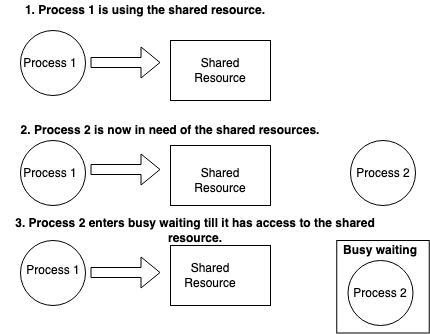 1. Process 1 is using the shared resource.
Process 1
Shared
Resource
2. Process 2 is now in need of the shared resources.
Process 1
Shared
Resource
Process 2
3. Process 2 enters busy waiting till it has access to the shared
resource.
Process 1
Shared
Resource
Busy waiting
Process 2